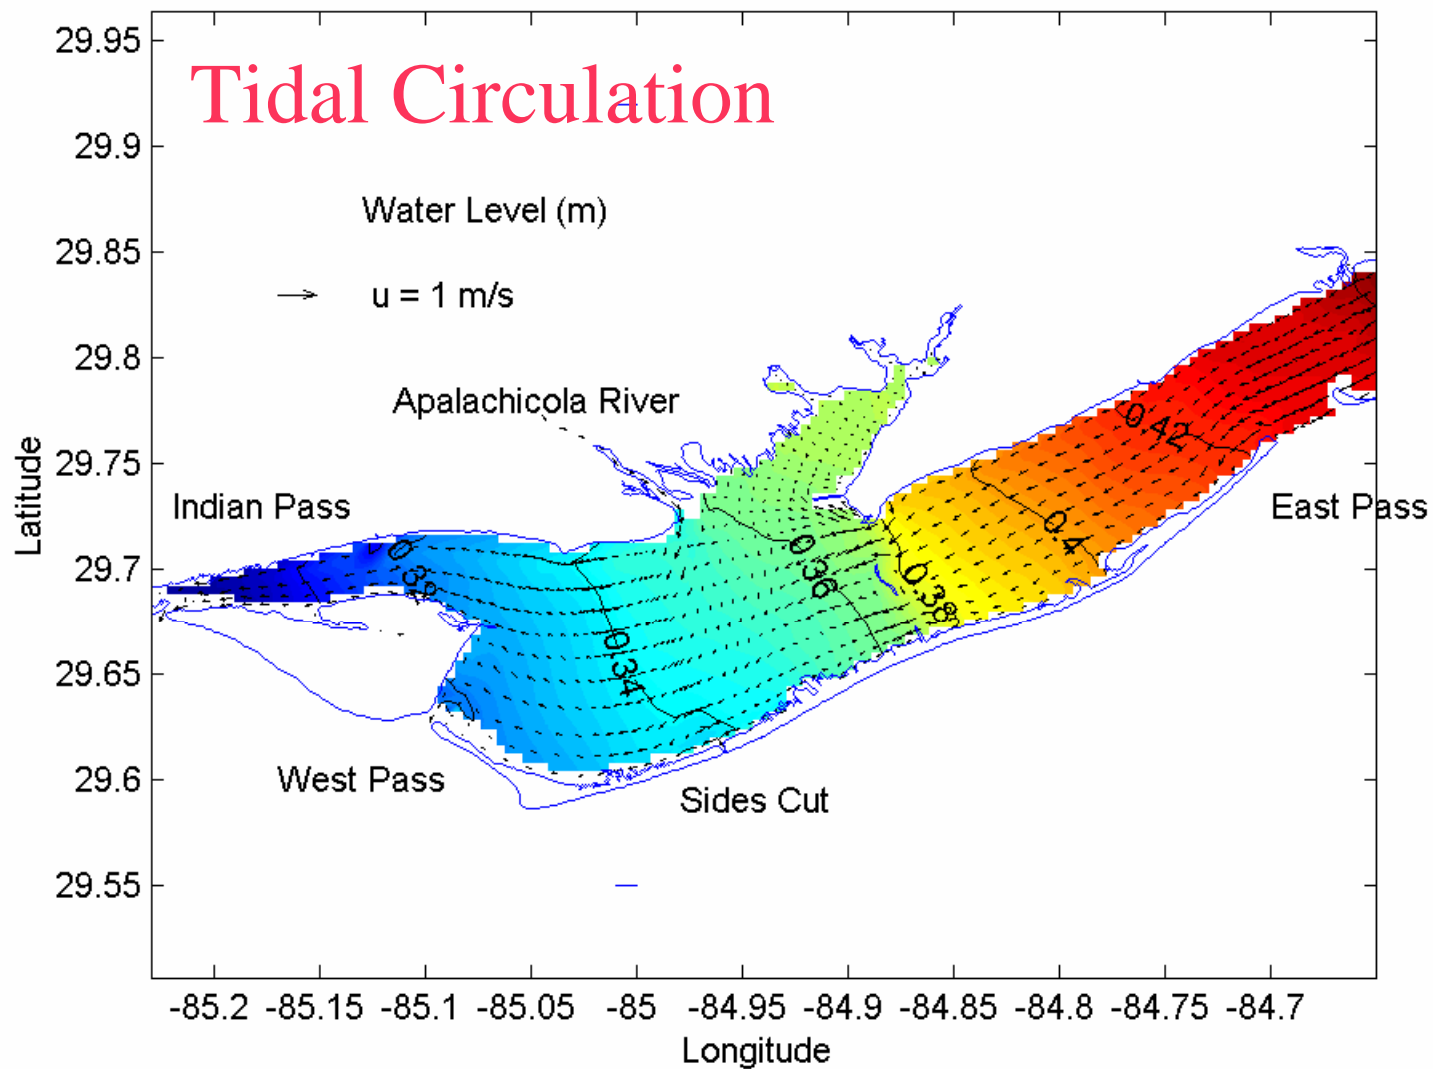 Tidal Circulation
Water Level (m)
u = 1 m/s
Apalachicola River
Indian Pass
East Pass
West Pass
Sides Cut
0.42
0.4
0.38
0.36
0.34
29.95
29.9
29.85
29.8
29.75
29.7
29.65
29.6
29.55
Latitude
-85.2 -85.15 -85.1 -85.05 -85 -84.95 -84.9 -84.85 -84.8 -84.75 -84.7
Longitude